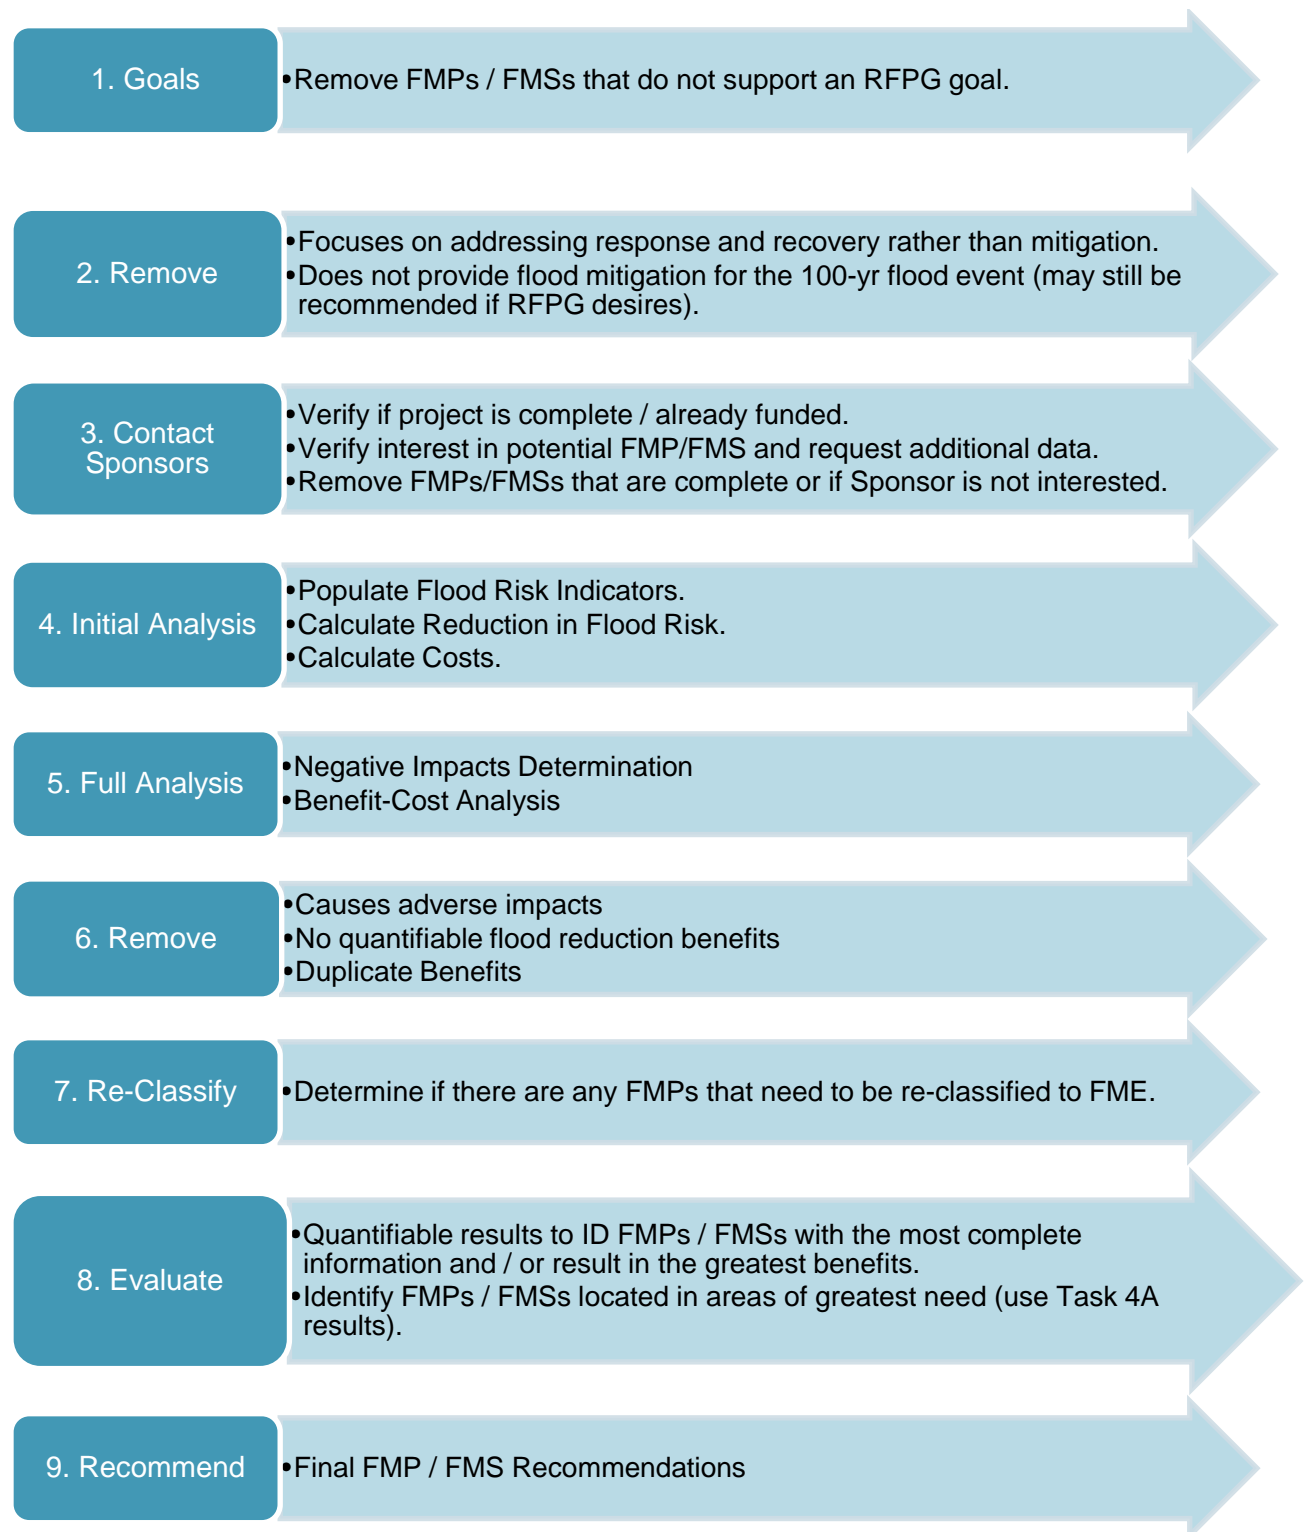 1. Goals
•Remove FMPs / FMSs that do not support an RFPG goal.
2. Remove
•Focuses on addressing response and recovery rather than mitigation.
•Does not provide flood mitigation for the 100-yr flood event (may still be
recommended if RFPG desires).
3. Contact
Sponsors
•Verify if project is complete / already funded.
•Verify interest in potential FMP/FMS and request additional data.
•Remove FMPs/FMSs that are complete or if Sponsor is not interested.
4. Initial Analysis
•Populate Flood Risk Indicators.
•Calculate Reduction in Flood Risk.
•Calculate Costs.
5. Full Analysis
•Negative Impacts Determination
•Benefit-Cost Analysis
6. Remove
•Causes adverse impacts
•No quantifiable flood reduction benefits
•Duplicate Benefits
7. Re-Classify
•Determine if there are any FMPs that need to be re-classified to FME.
8. Evaluate
•Quantifiable results to ID FMPs / FMSs with the most complete
information and / or result in the greatest benefits.
•Identify FMPs / FMSs located in areas of greatest need (use Task 4A
results).
9. Recommend
•Final FMP / FMS Recommendations